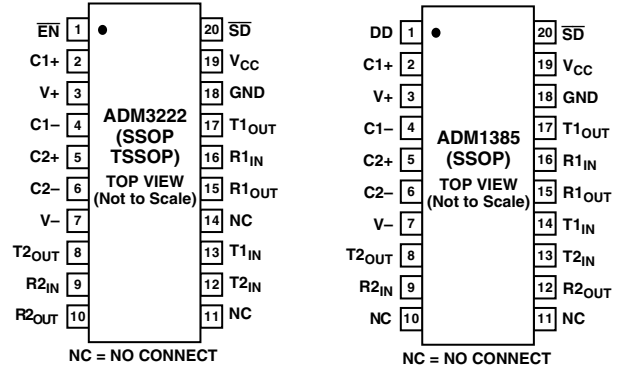 EN 1 20 SD
C1+ 2 19 VCC
V+ 3 18 GND
C1– 4 17 T1OUT
C2+ 5 16 R1IN
C2– 6 15 R1OUT
V– 7 14 NC
T2OUT 8 13 T1IN
R2IN 9 12 T2IN
R2OUT 10 11 NC
ADM3222
(SSOP
TSSOP)
TOP VIEW
(Not to Scale)
NC = NO CONNECT
DD 1 20 SD
C1+ 2 19 VCC
V+ 3 18 GND
C1– 4 17 T1OUT
C2+ 5 16 R1IN
C2– 6 15 R1OUT
V– 7 14 T1IN
T2OUT 8 13 T2IN
R2IN 9 12 R2OUT
NC 10 11 NC
ADM1385
(SSOP)
TOP VIEW
(Not to Scale)
NC = NO CONNECT